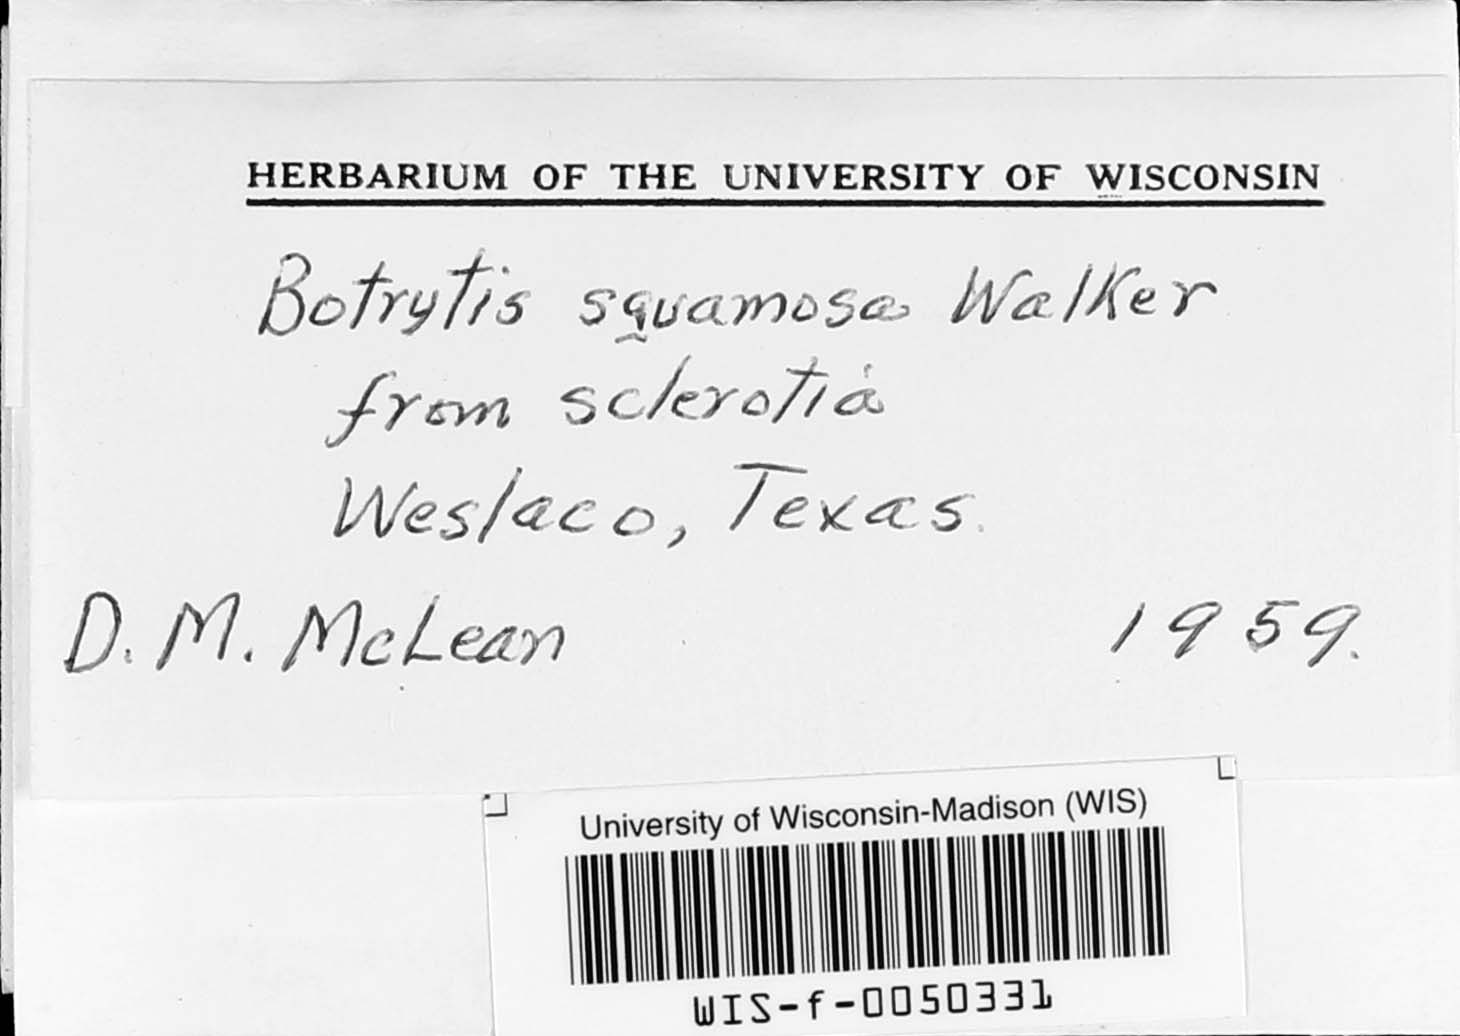 HERBARIUM OF THE UNIVERSITY OF WISCONSIN
Botrytis squamosa Walker
from sclerotia
Weslaco, Texas.
D. M. McLean 1959.
University of Wisconsin-Madison (WIS)
WIS-f-0050331